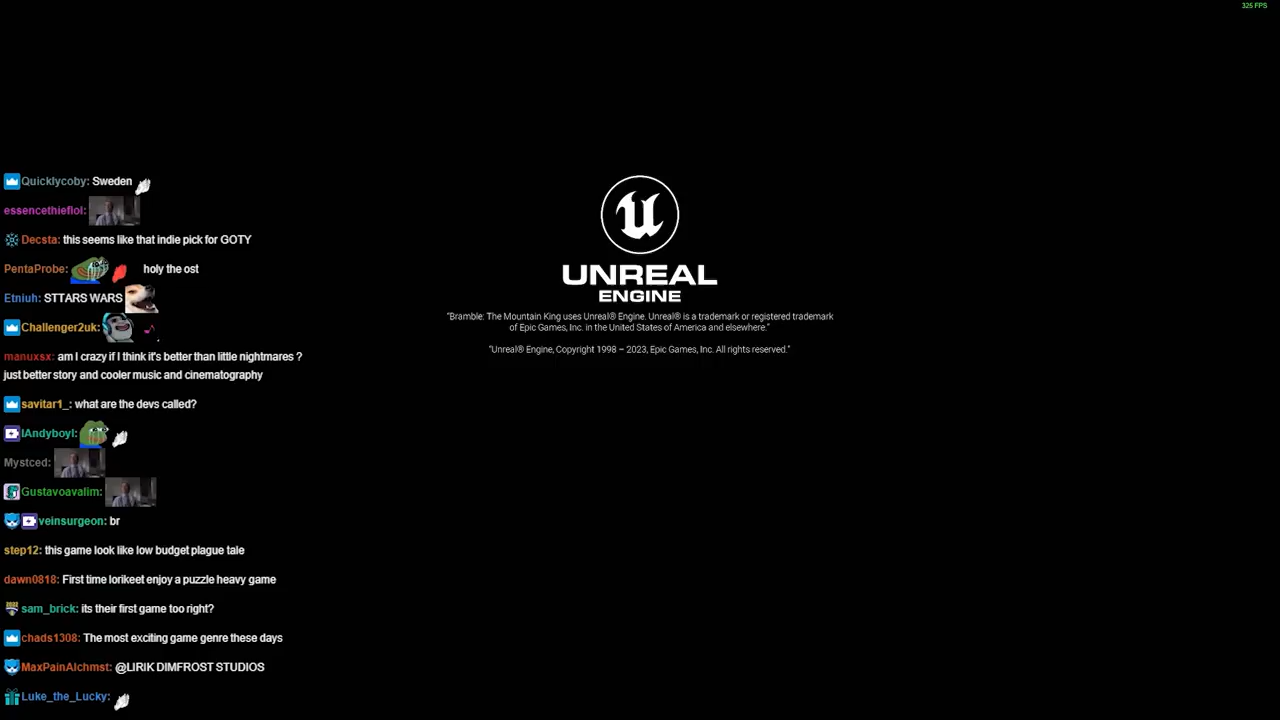 325 FPS
Quicklycoby: Sweden
essencethieflol:
Decsta: this seems like that indie pick for GOTY
PentaProbe: holy the ost
Etniuh: STTARS WARS
Challenger2uk:
manuxsx: am I crazy if I think it's better than little nightmares ?
just better story and cooler music and cinematography
savitar1_: what are the devs called?
lAndyboyl:
Mystced:
Gustavoavalim:
veinsurgeon: br
step12: this game look like low budget plague tale
dawn0818: First time lorikeet enjoy a puzzle heavy game
sam_brick: its their first game too right?
chads1308: The most exciting game genre these days
MaxPainAlchmst: @LIRIK DIMFROST STUDIOS
Luke_the_Lucky:
UNREAL
ENGINE
"Bramble: The Mountain King uses Unreal® Engine. Unreal® is a trademark or registered trademark
of Epic Games, Inc. in the United States of America and elsewhere."
"Unreal® Engine, Copyright 1998 – 2023, Epic Games, Inc. All rights reserved."